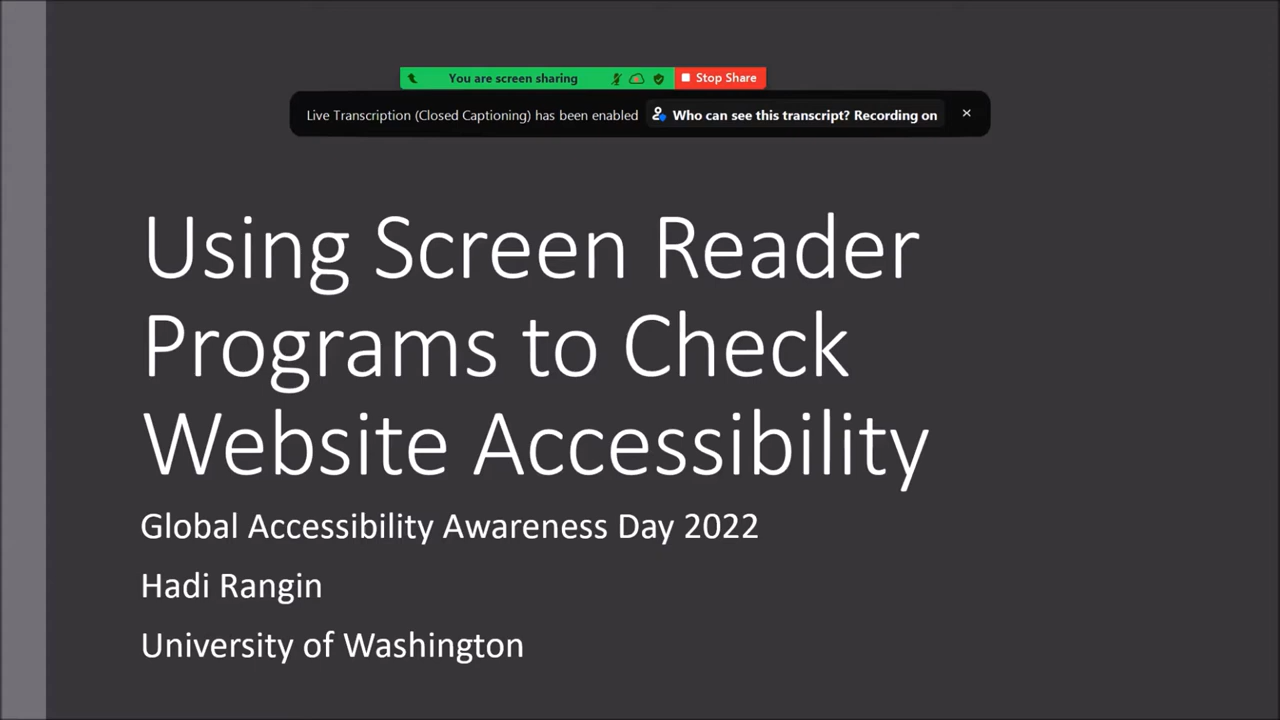 You are screen sharing Stop Share
Live Transcription (Closed Captioning) has been enabled Who can see this transcript? Recording on
Using Screen Reader
Programs to Check
Website Accessibility
Global Accessibility Awareness Day 2022
Hadi Rangin
University of Washington